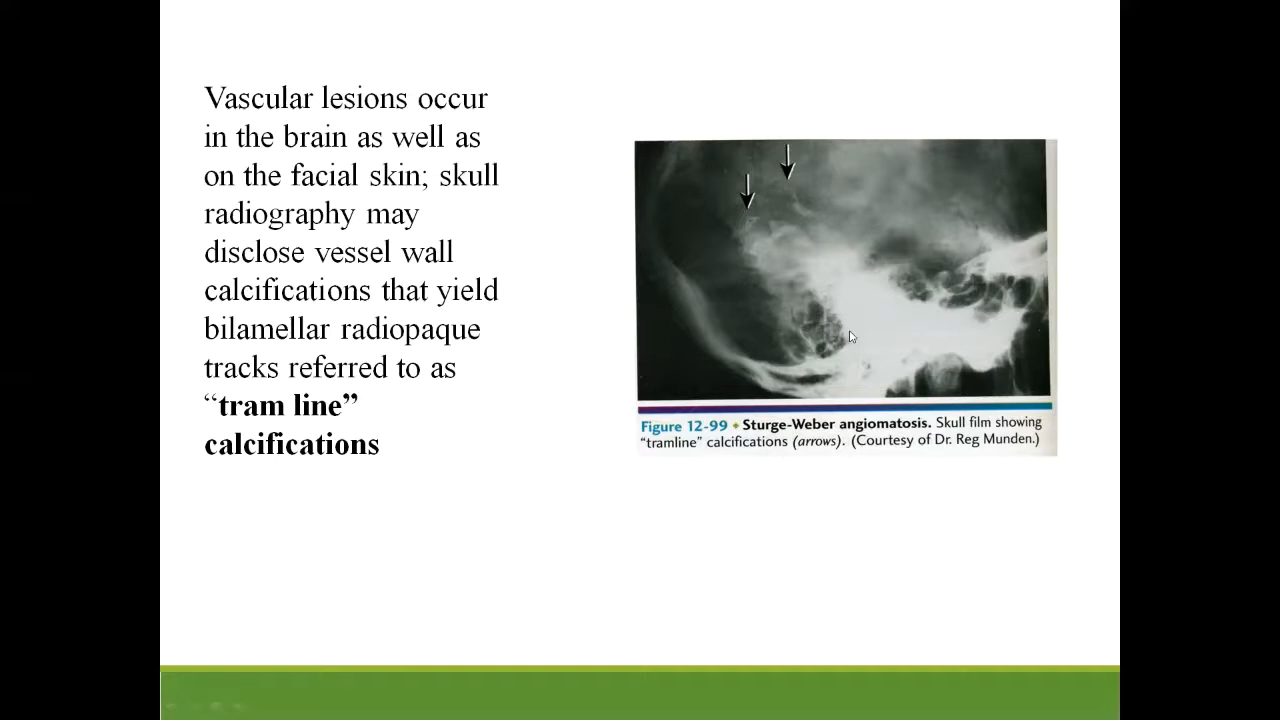 Vascular lesions occur
in the brain as well as
on the facial skin; skull
radiography may
disclose vessel wall
calcifications that yield
bilamellar radiopaque
tracks referred to as
“tram line”
calcifications
Figure 12-99 • Sturge-Weber angiomatosis. Skull film showing
“tramline” calcifications (arrows). (Courtesy of Dr. Reg Munden.)